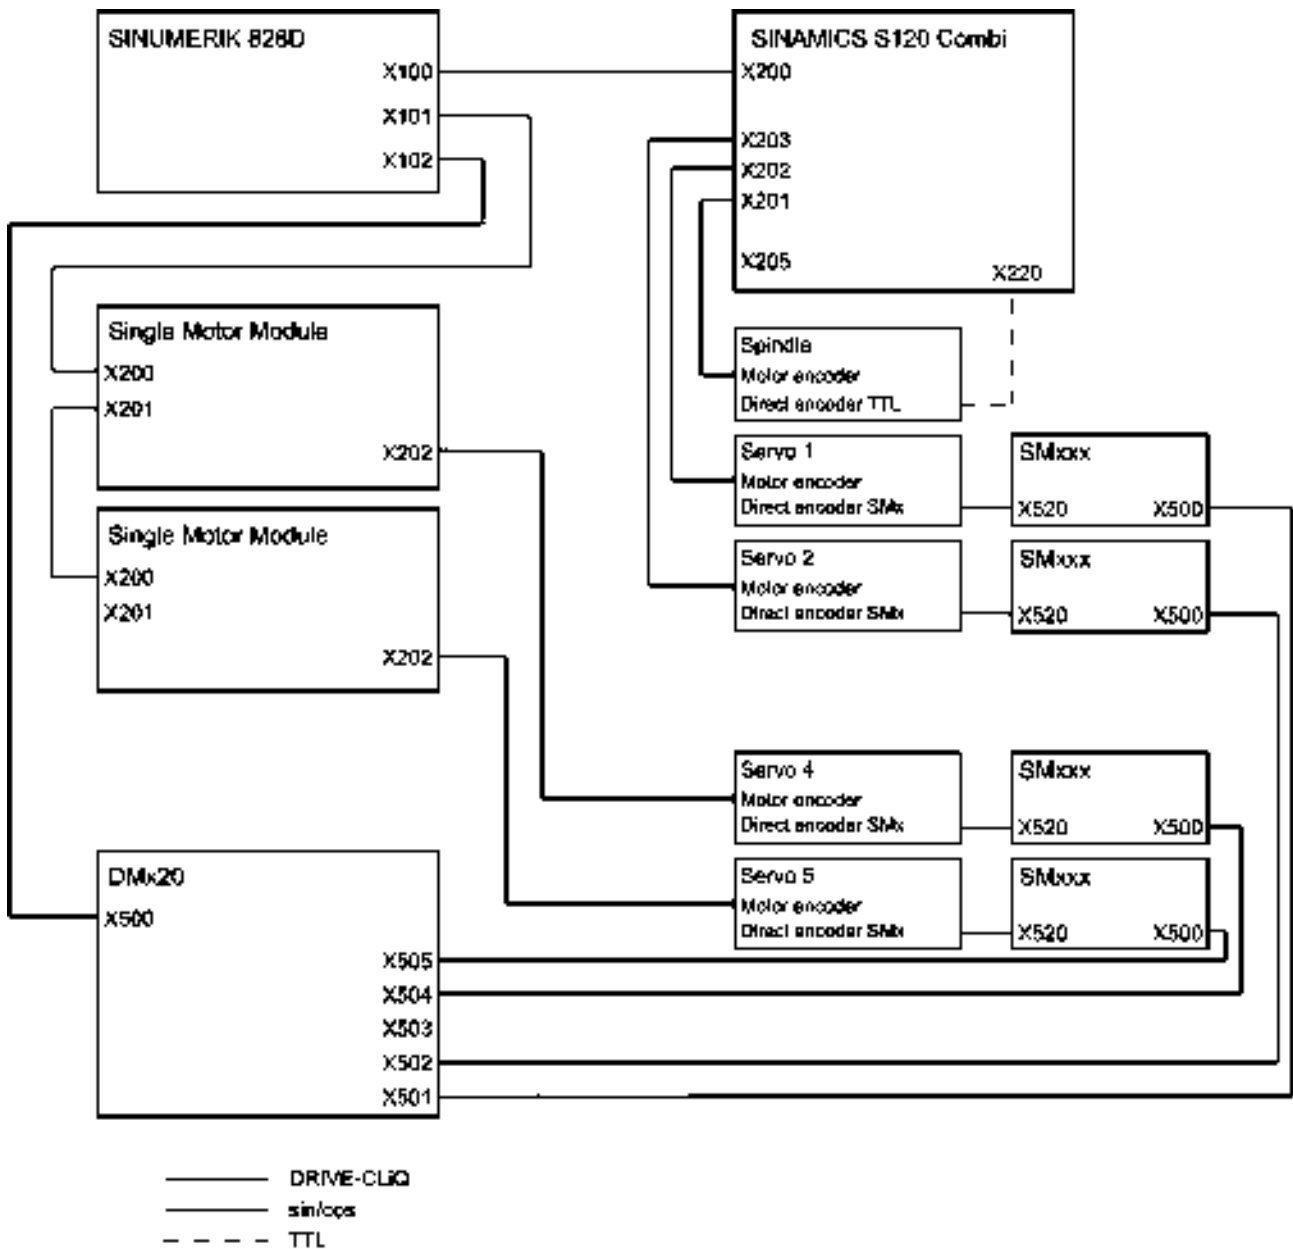 SINUMERIK 828D
X100
X101
X102
SINAMICS S120 Combi
X200
X203
X202
X201
X205
X220
Single Motor Module
X200
X201
X202
Single Motor Module
X200
X201
X202
Spindle
Motor encoder
Direct encoder TTL
Servo 1
Motor encoder
Direct encoder SMx
SMxxx
X520 X500
Servo 2
Motor encoder
Direct encoder SMx
SMxxx
X520 X500
Servo 4
Motor encoder
Direct encoder SMx
SMxxx
X520 X500
Servo 5
Motor encoder
Direct encoder SMx
SMxxx
X520 X500
DMx20
X500
X505
X504
X503
X502
X501
DRIVE-CLiQ
sin/cos
TTL